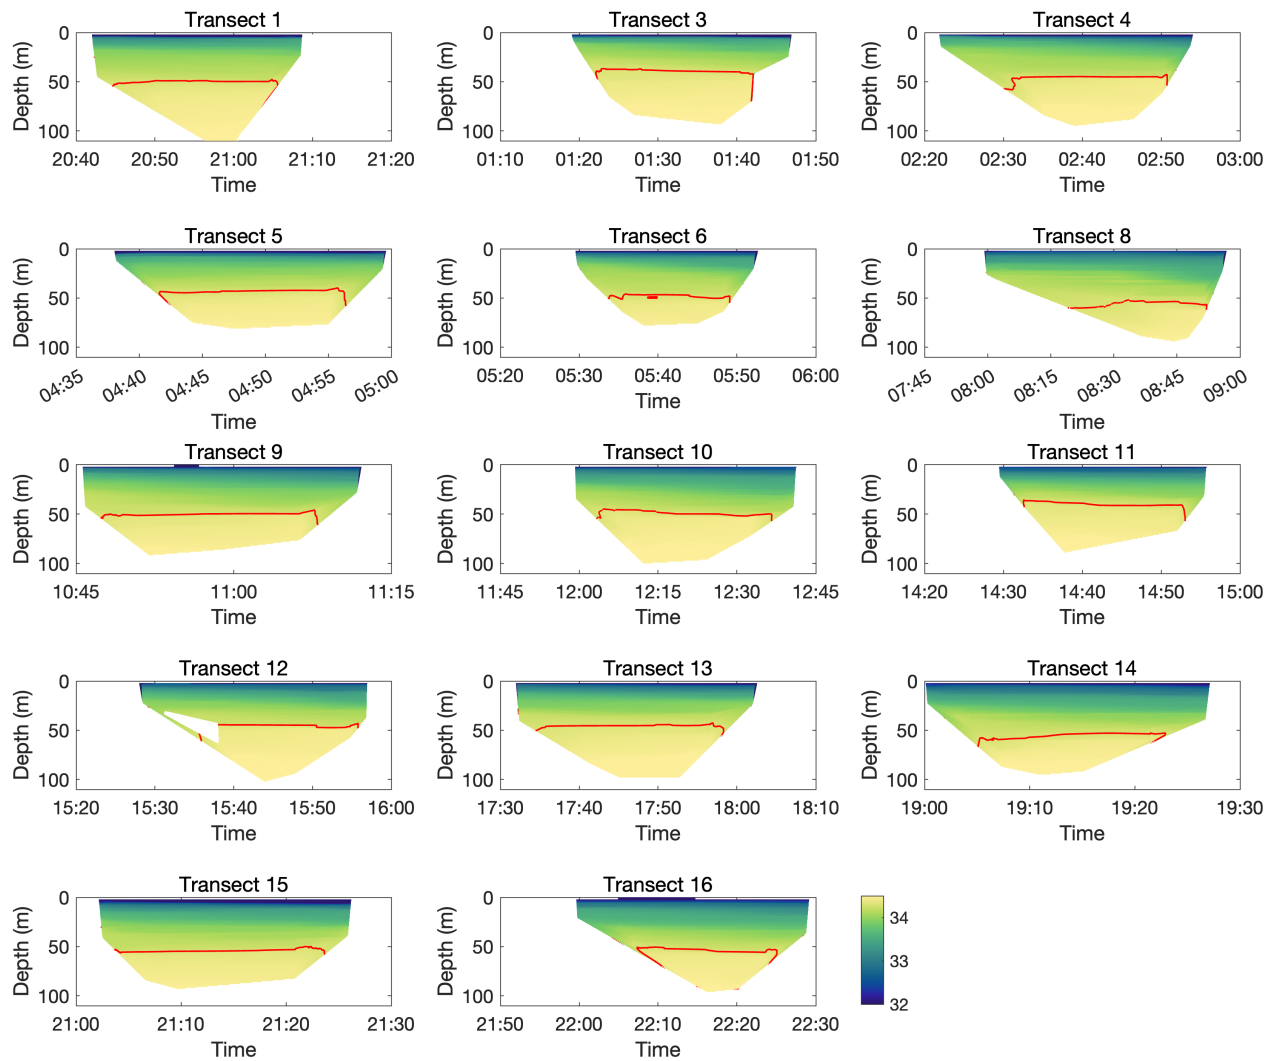 Transect 1
Depth (m)
0
50
100
20:40 20:50 21:00 21:10 21:20
Time
Transect 3
Depth (m)
0
50
100
01:10 01:20 01:30 01:40 01:50
Time
Transect 4
Depth (m)
0
50
100
02:20 02:30 02:40 02:50 03:00
Time
Transect 5
Depth (m)
0
50
100
04:35 04:40 04:45 04:50 04:55 05:00
Time
Transect 6
Depth (m)
0
50
100
05:20 05:30 05:40 05:50 06:00
Time
Transect 8
Depth (m)
0
50
100
07:45 08:00 08:15 08:30 08:45 09:00
Time
Transect 9
Depth (m)
0
50
100
10:45 11:00 11:15
Time
Transect 10
Depth (m)
0
50
100
11:45 12:00 12:15 12:30 12:45
Time
Transect 11
Depth (m)
0
50
100
14:20 14:30 14:40 14:50 15:00
Time
Transect 12
Depth (m)
0
50
100
15:20 15:30 15:40 15:50 16:00
Time
Transect 13
Depth (m)
0
50
100
17:30 17:40 17:50 18:00 18:10
Time
Transect 14
Depth (m)
0
50
100
19:00 19:10 19:20 19:30
Time
Transect 15
Depth (m)
0
50
100
21:00 21:10 21:20 21:30
Time
Transect 16
Depth (m)
0
50
100
21:50 22:00 22:10 22:20 22:30
Time
34
33
32